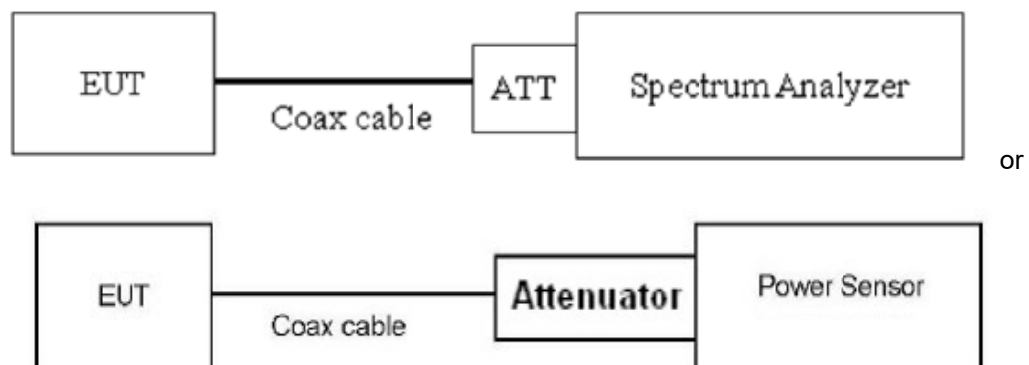 EUT
Coax cable
ATT
Spectrum Analyzer
or
EUT
Coax cable
Attenuator
Power Sensor